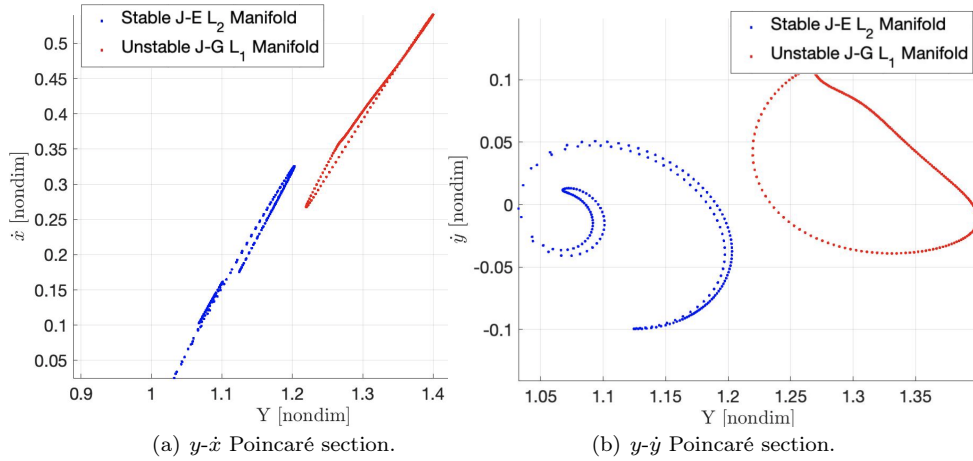 Stable J-E L2 Manifold
Unstable J-G L1 Manifold
0.5
0.45
0.4
0.35
0.3
0.25
0.2
0.15
0.1
0.05
ẋ [nondim]
0.9
1
1.1
1.2
1.3
1.4
Y [nondim]
(a) y-ẋ Poincaré section.
Stable J-E L2 Manifold
Unstable J-G L1 Manifold
0.1
0.05
0
-0.05
-0.1
ẏ [nondim]
1.05
1.1
1.15
1.2
1.25
1.3
1.35
Y [nondim]
(b) y-ẏ Poincaré section.